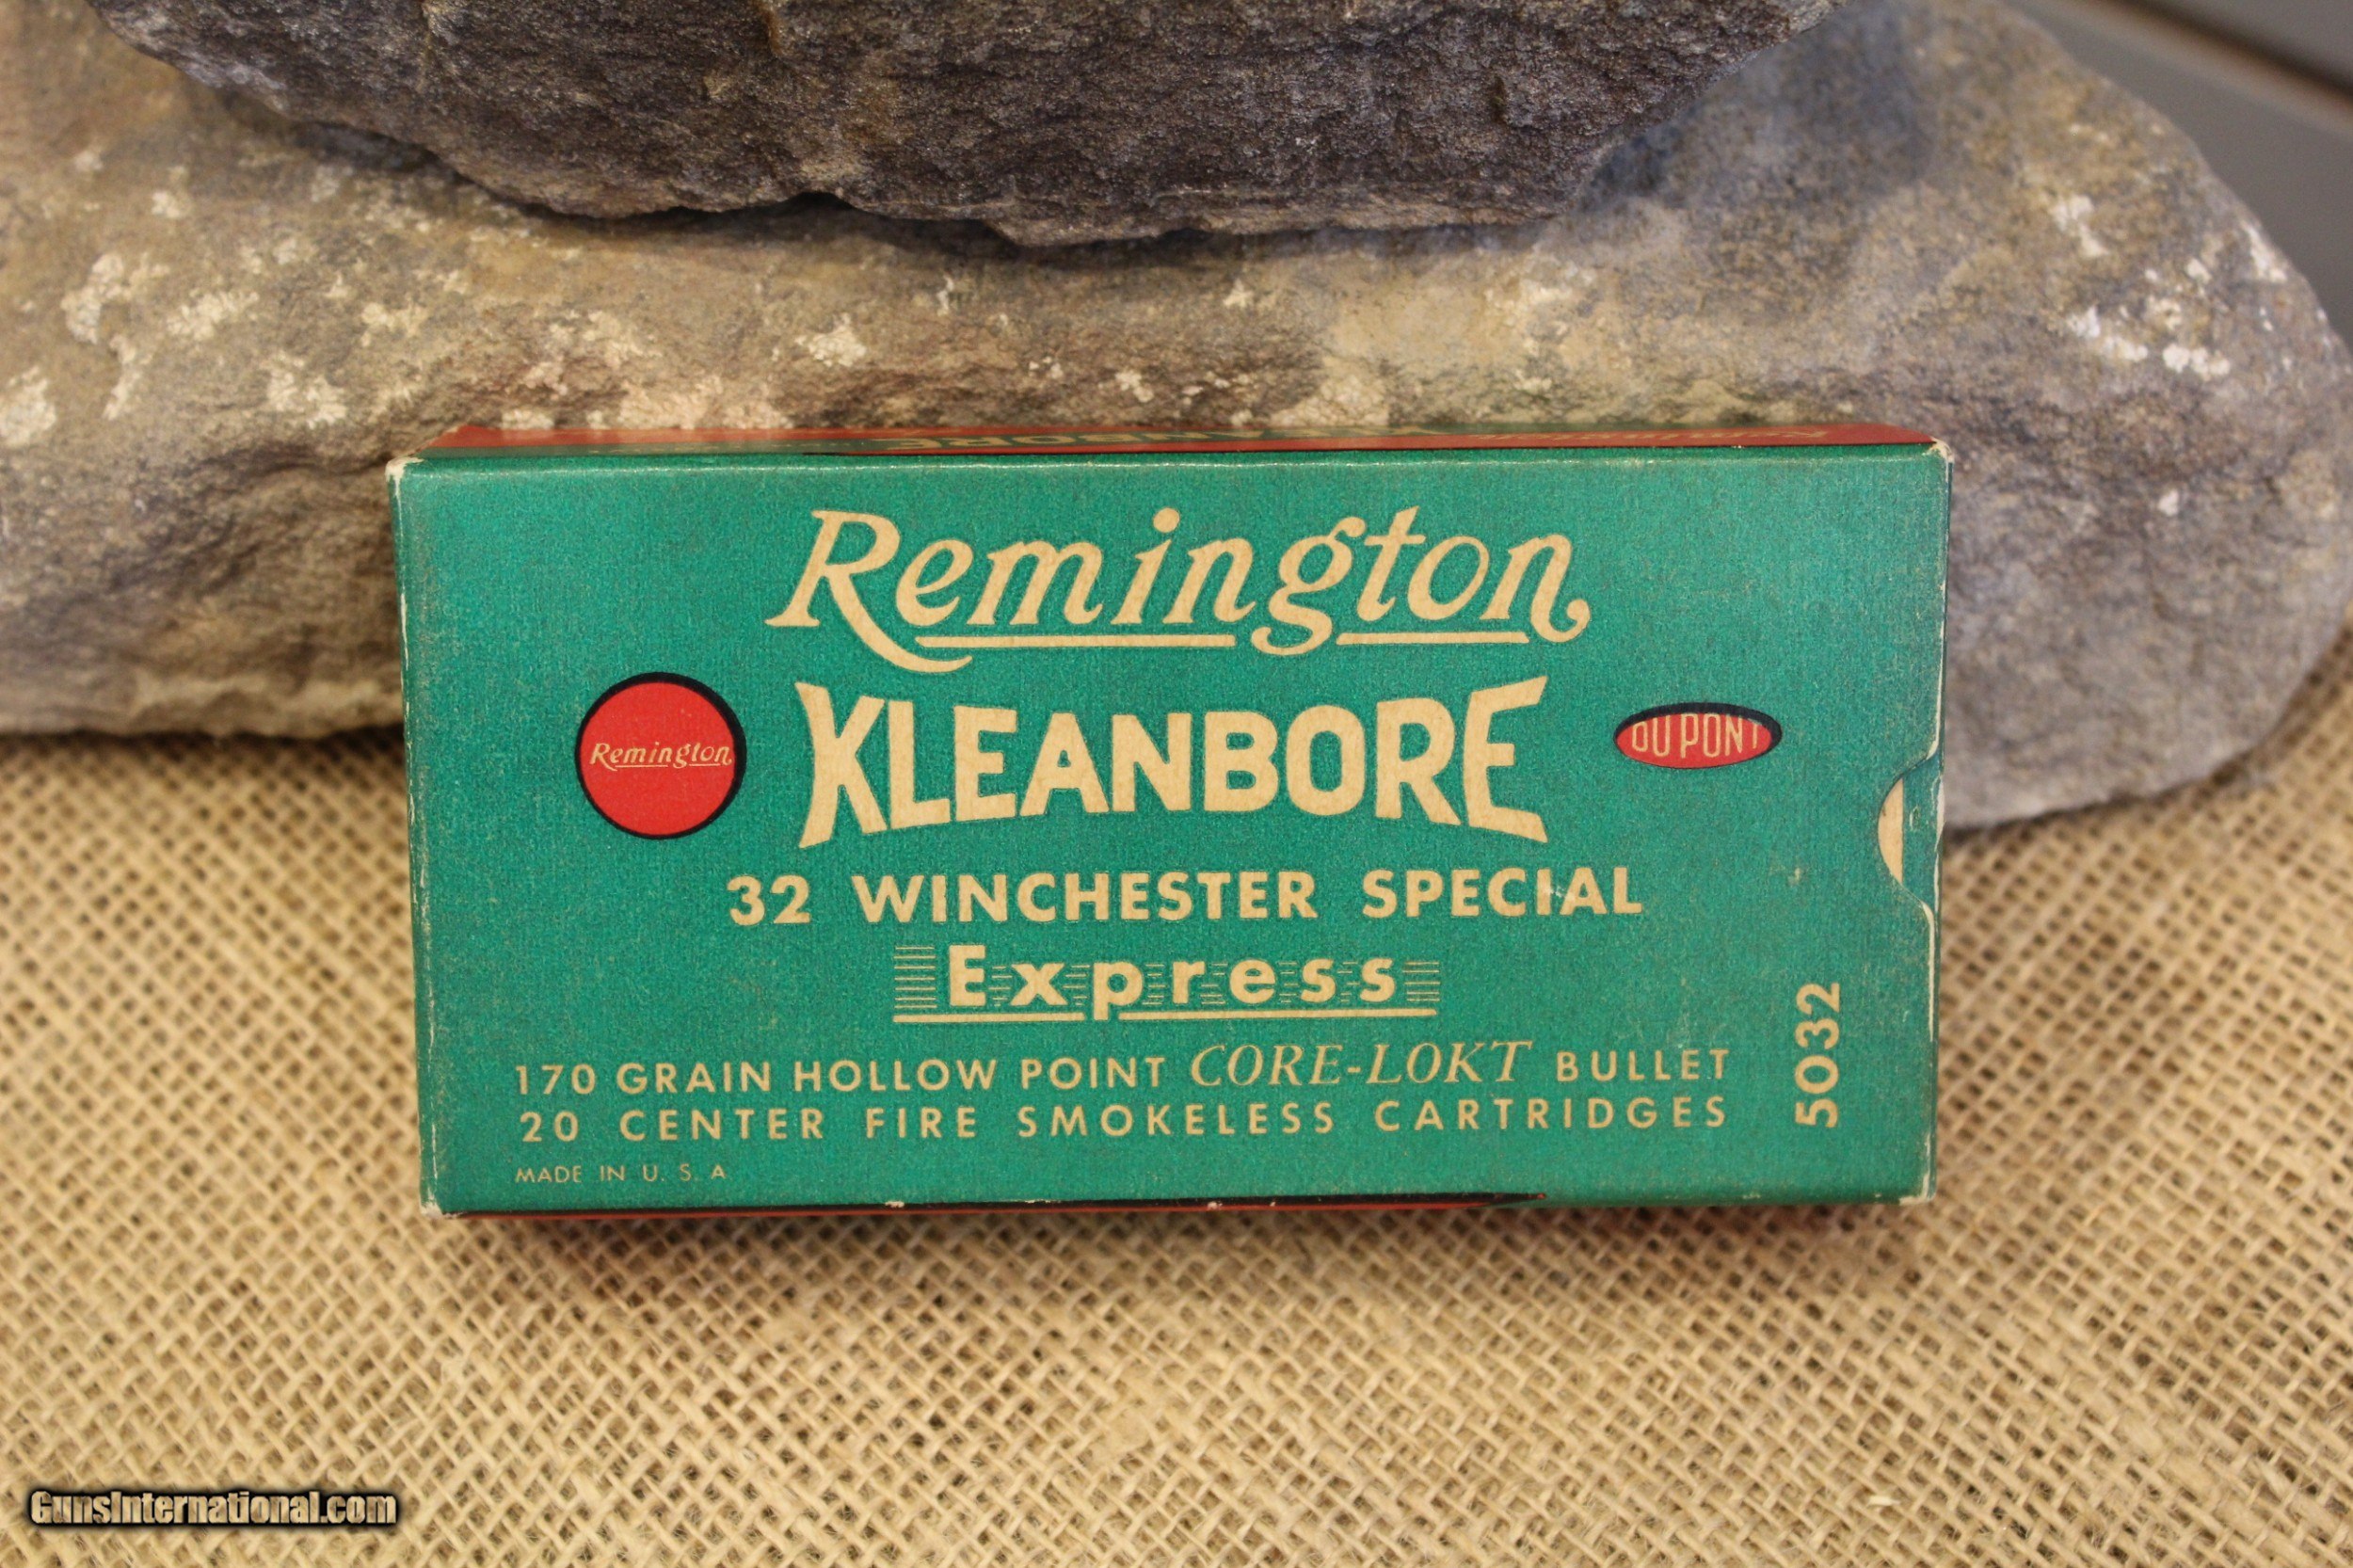 Remington
KLEANBORE
Remington
DU PONT
32 WINCHESTER SPECIAL
Express
170 GRAIN HOLLOW POINT CORE-LOKT BULLET
20 CENTER FIRE SMOKELESS CARTRIDGES
MADE IN U. S. A
5032
GunsInternational.com